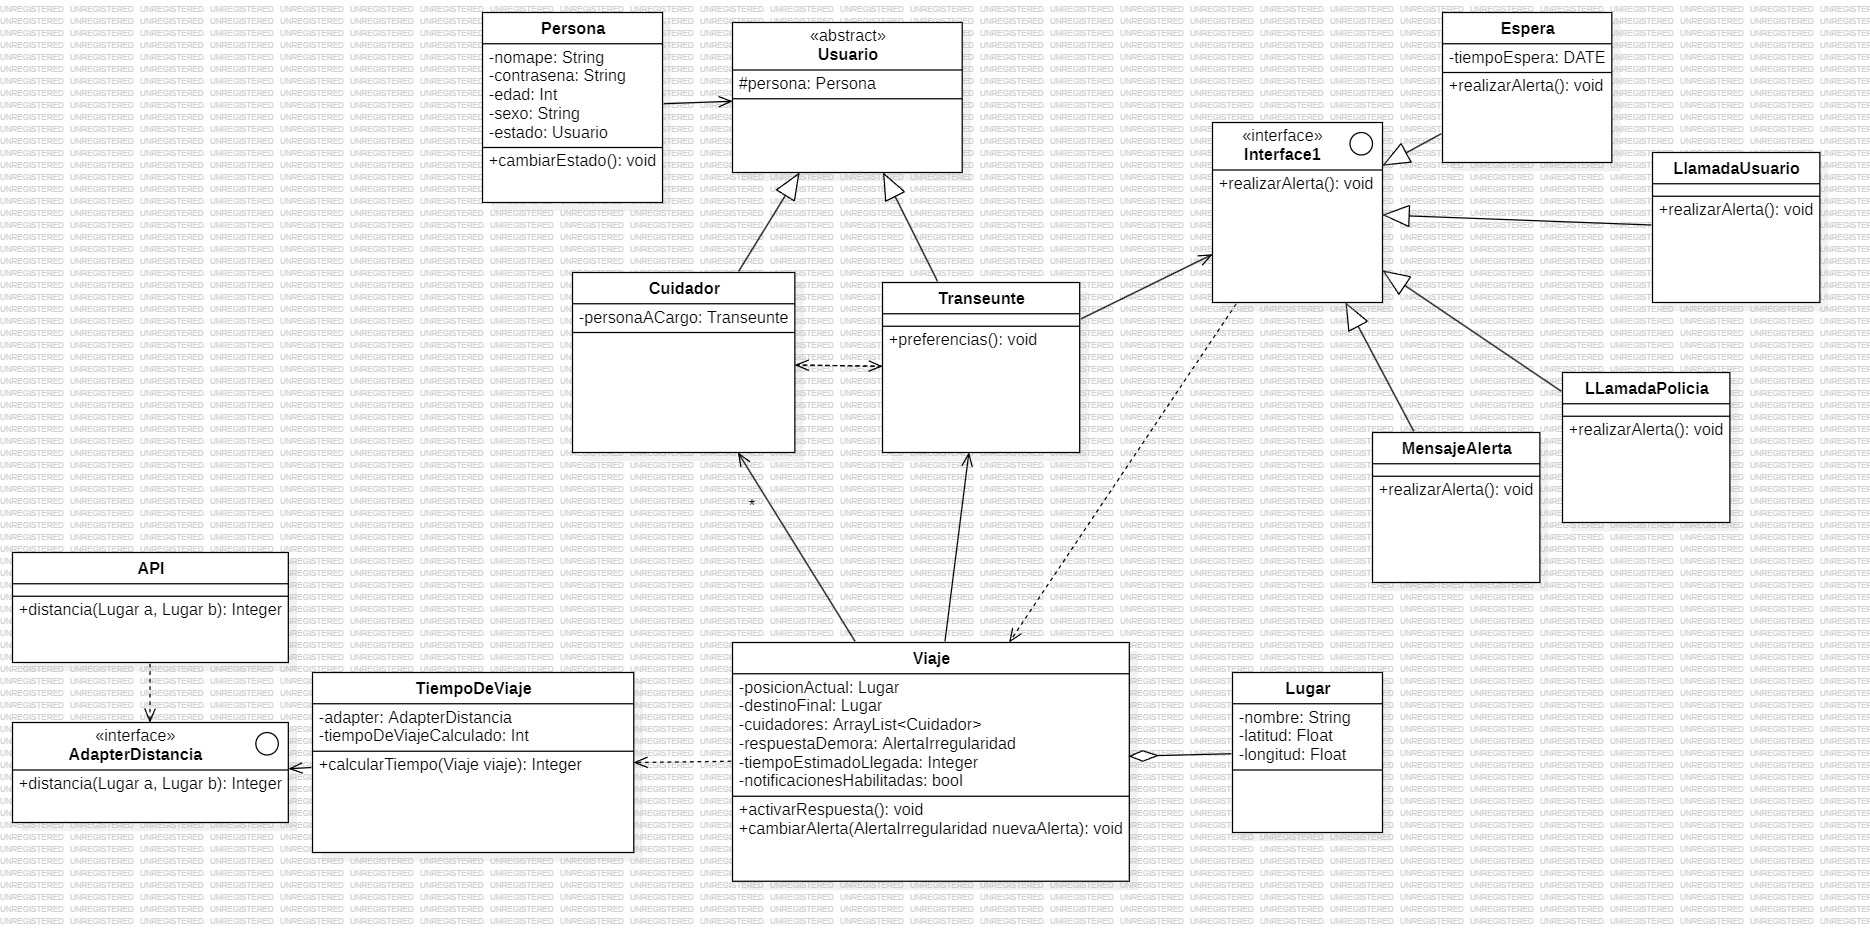 Persona
-nomape: String
-contrasena: String
-edad: Int
-sexo: String
-estado: Usuario
+cambiarEstado(): void
«abstract»
Usuario
#persona: Persona
Espera
-tiempoEspera: DATE
+realizarAlerta(): void
«interface»
Interface1
+realizarAlerta(): void
LlamadaUsuario
+realizarAlerta(): void
Cuidador
-personaACargo: Transeunte
Transeunte
+preferencias(): void
LLamadaPolicia
+realizarAlerta(): void
MensajeAlerta
+realizarAlerta(): void
*
API
+distancia(Lugar a, Lugar b): Integer
«interface»
AdapterDistancia
+distancia(Lugar a, Lugar b): Integer
TiempoDeViaje
-adapter: AdapterDistancia
-tiempoDeViajeCalculado: Int
+calcularTiempo(Viaje viaje): Integer
Viaje
-posicionActual: Lugar
-destinoFinal: Lugar
-cuidadores: ArrayList<Cuidador>
-respuestaDemora: AlertaIrregularidad
-tiempoEstimadoLlegada: Integer
-notificacionesHabilitadas: bool
+activarRespuesta(): void
+cambiarAlerta(AlertaIrregularidad nuevaAlerta): void
Lugar
-nombre: String
-latitud: Float
-longitud: Float
UNREGISTERED